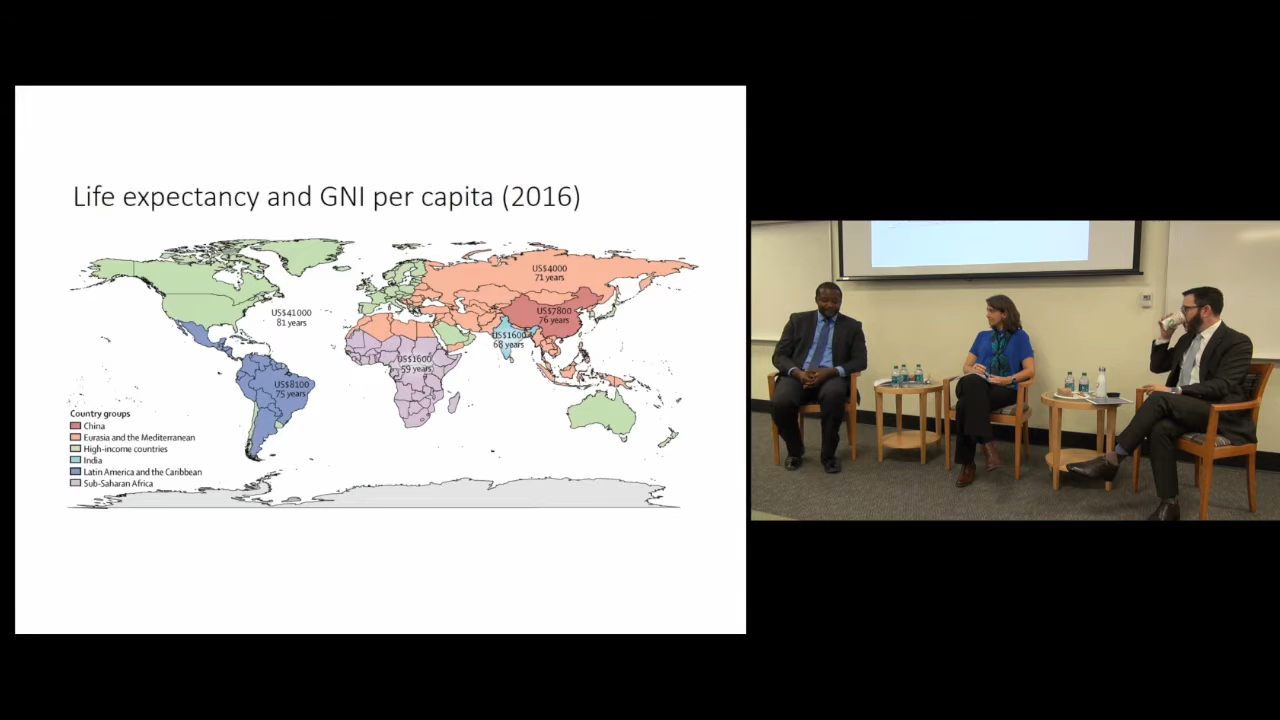 Life expectancy and GNI per capita (2016)
US$4000
71 years
US$41000
81 years
US$7800
76 years
US$1600
68 years
US$1600
59 years
US$8100
75 years
Country groups
China
Eurasia and the Mediterranean
High-income countries
India
Latin America and the Caribbean
Sub-Saharan Africa